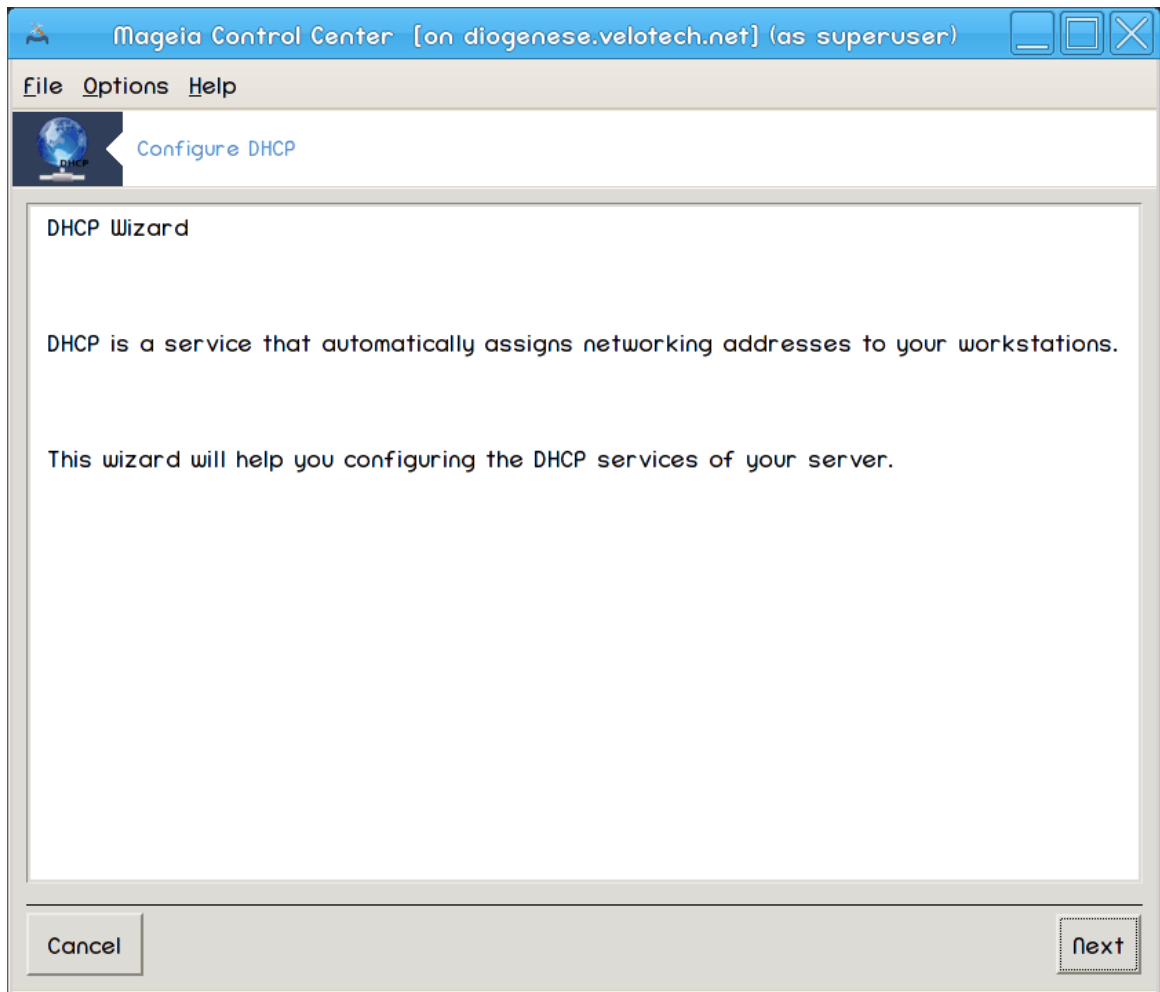 Mageia Control Center [on diogenese.velotech.net] (as superuser)
File Options Help
DHCP
Configure DHCP
DHCP Wizard
DHCP is a service that automatically assigns networking addresses to your workstations.
This wizard will help you configuring the DHCP services of your server.
Cancel
Next